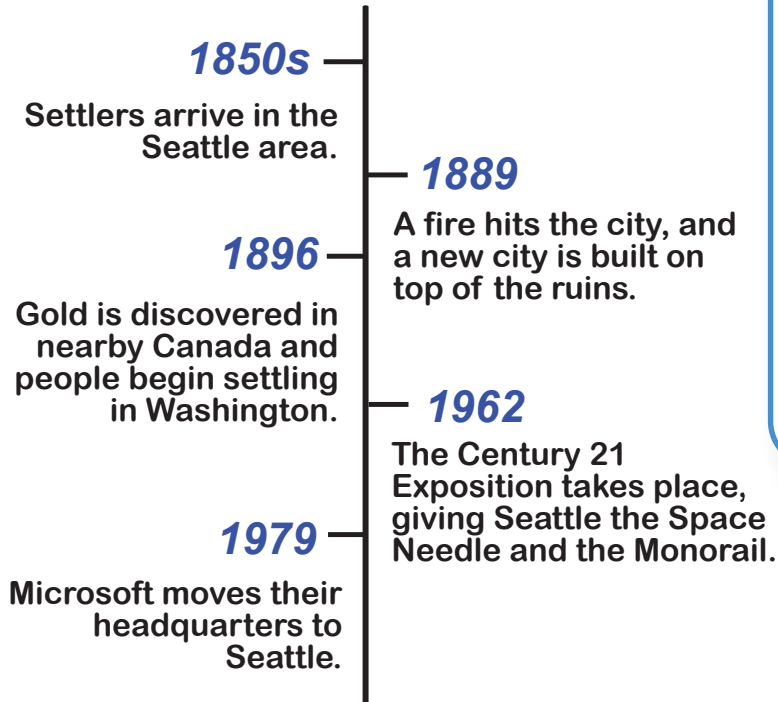 1850s
Settlers arrive in the
Seattle area.
1889
A fire hits the city, and
a new city is built on
top of the ruins.
1896
Gold is discovered in
nearby Canada and
people begin settling
in Washington.
1962
The Century 21
Exposition takes place,
giving Seattle the Space
Needle and the Monorail.
1979
Microsoft moves their
headquarters to
Seattle.